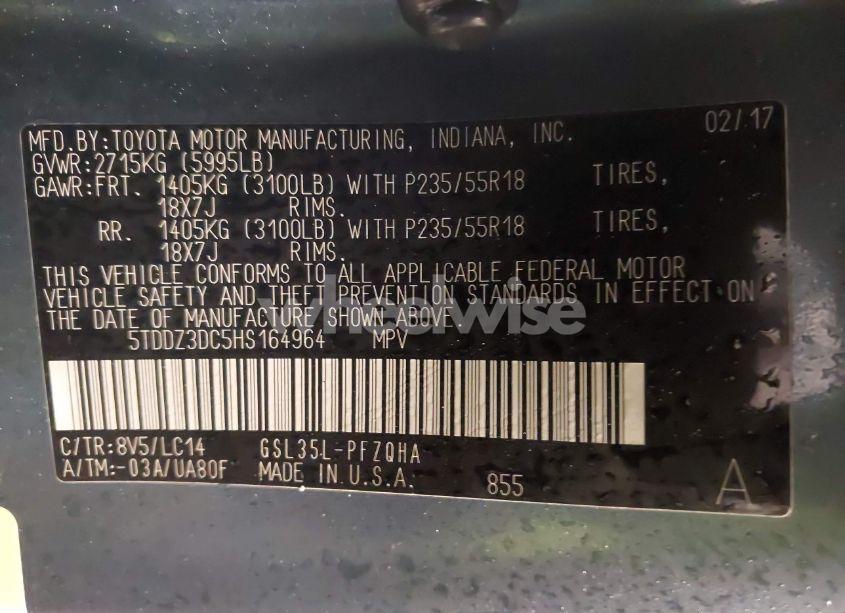 MFD.BY:TOYOTA MOTOR MANUFACTURING, INDIANA, INC. 02/17
GVWR:2715KG (5995LB)
GAWR:FRT. 1405KG (3100LB) WITH P235/55R18 TIRES,
18X7J RIMS.
RR. 1405KG (3100LB) WITH P235/55R18 TIRES,
18X7J RIMS.
THIS VEHICLE CONFORMS TO ALL APPLICABLE FEDERAL MOTOR
VEHICLE SAFETY AND THEFT PREVENTION STANDARDS IN EFFECT ON
THE DATE OF MANUFACTURE SHOWN ABOVE.
wheelwise
5TDDZ3DC5HS164964 MPV
C/TR:8V5/LC14 GSL35L-PFZQHA
A/TM:-03A/UA80F MADE IN U.S.A. 855 A